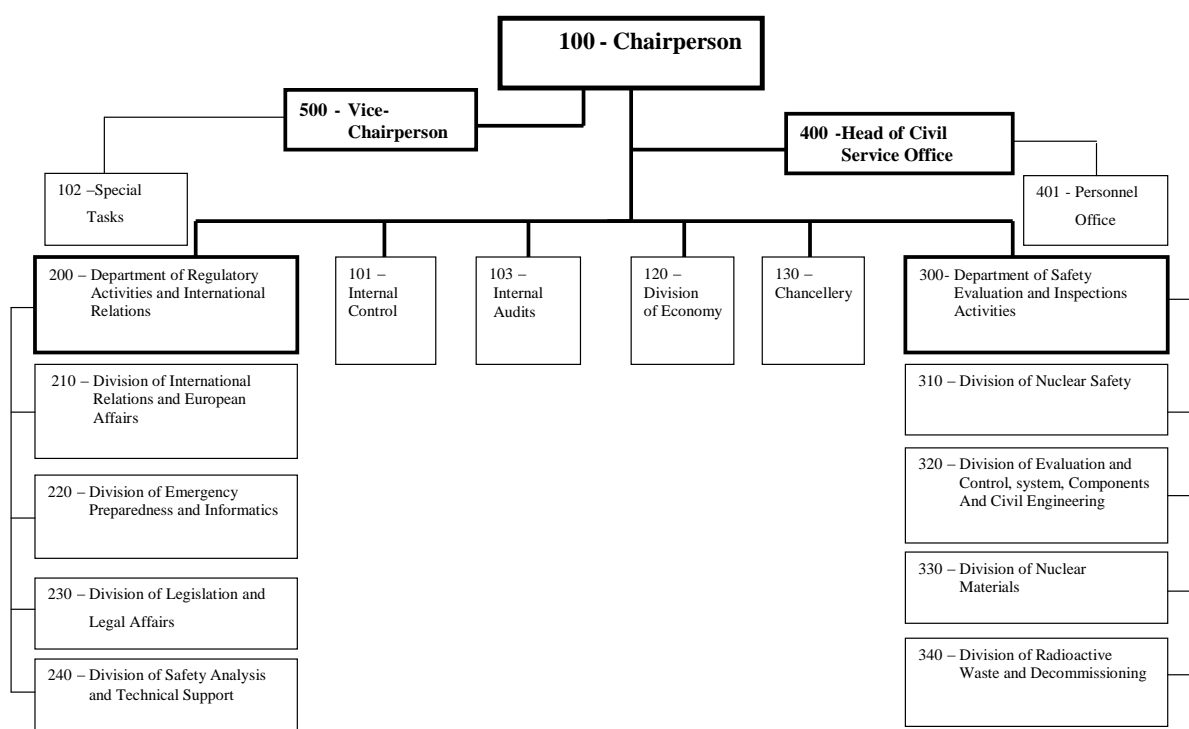 100 - Chairperson
500 - Vice-
Chairperson
400 -Head of Civil
Service Office
102 –Special
Tasks
401 - Personnel
Office
200 – Department of Regulatory
Activities and International
Relations
101 –
Internal
Control
103 –
Internal
Audits
120 –
Division
of Economy
130 –
Chancellery
300- Department of Safety
Evaluation and Inspections
Activities
210 – Division of International
Relations and European
Affairs
310 – Division of Nuclear Safety
220 – Division of Emergency
Preparedness and Informatics
320 – Division of Evaluation and
Control, system, Components
And Civil Engineering
230 – Division of Legislation and
Legal Affairs
330 – Division of Nuclear
Materials
240 – Division of Safety Analysis
and Technical Support
340 – Division of Radioactive
Waste and Decommissioning